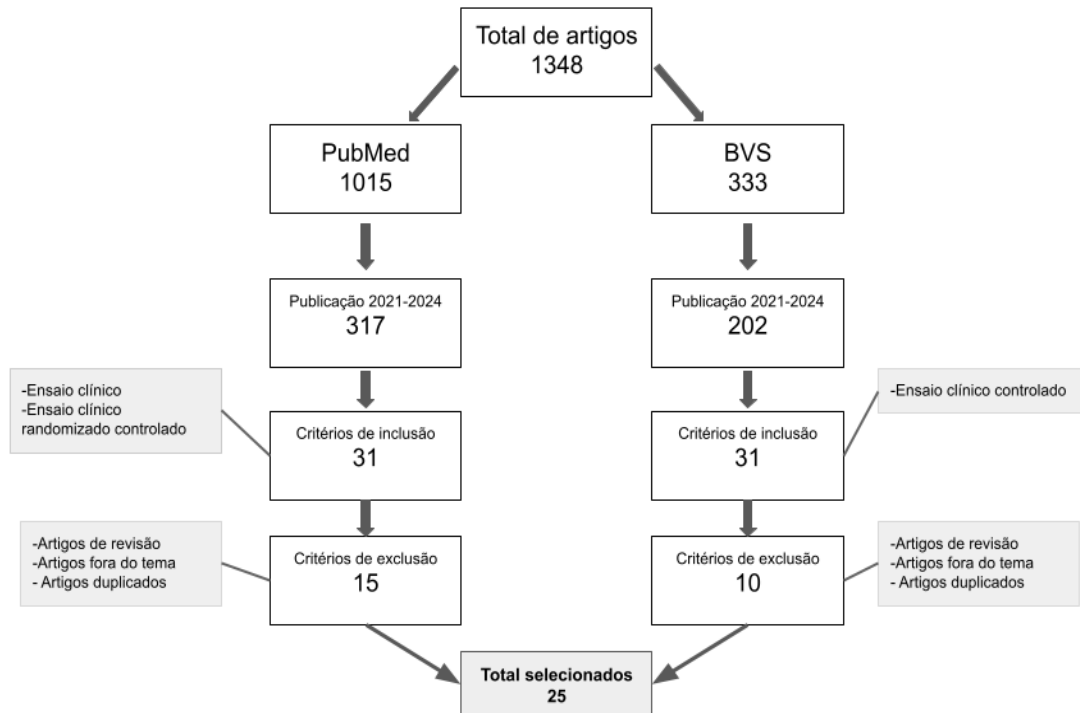 Total de artigos
1348
PubMed
1015
BVS
333
Publicação 2021-2024
317
Publicação 2021-2024
202
-Ensaio clínico
-Ensaio clínico
randomizado controlado
Critérios de inclusão
31
Critérios de inclusão
31
-Ensaio clínico controlado
-Artigos de revisão
-Artigos fora do tema
- Artigos duplicados
Critérios de exclusão
15
Critérios de exclusão
10
-Artigos de revisão
-Artigos fora do tema
- Artigos duplicados
Total selecionados
25